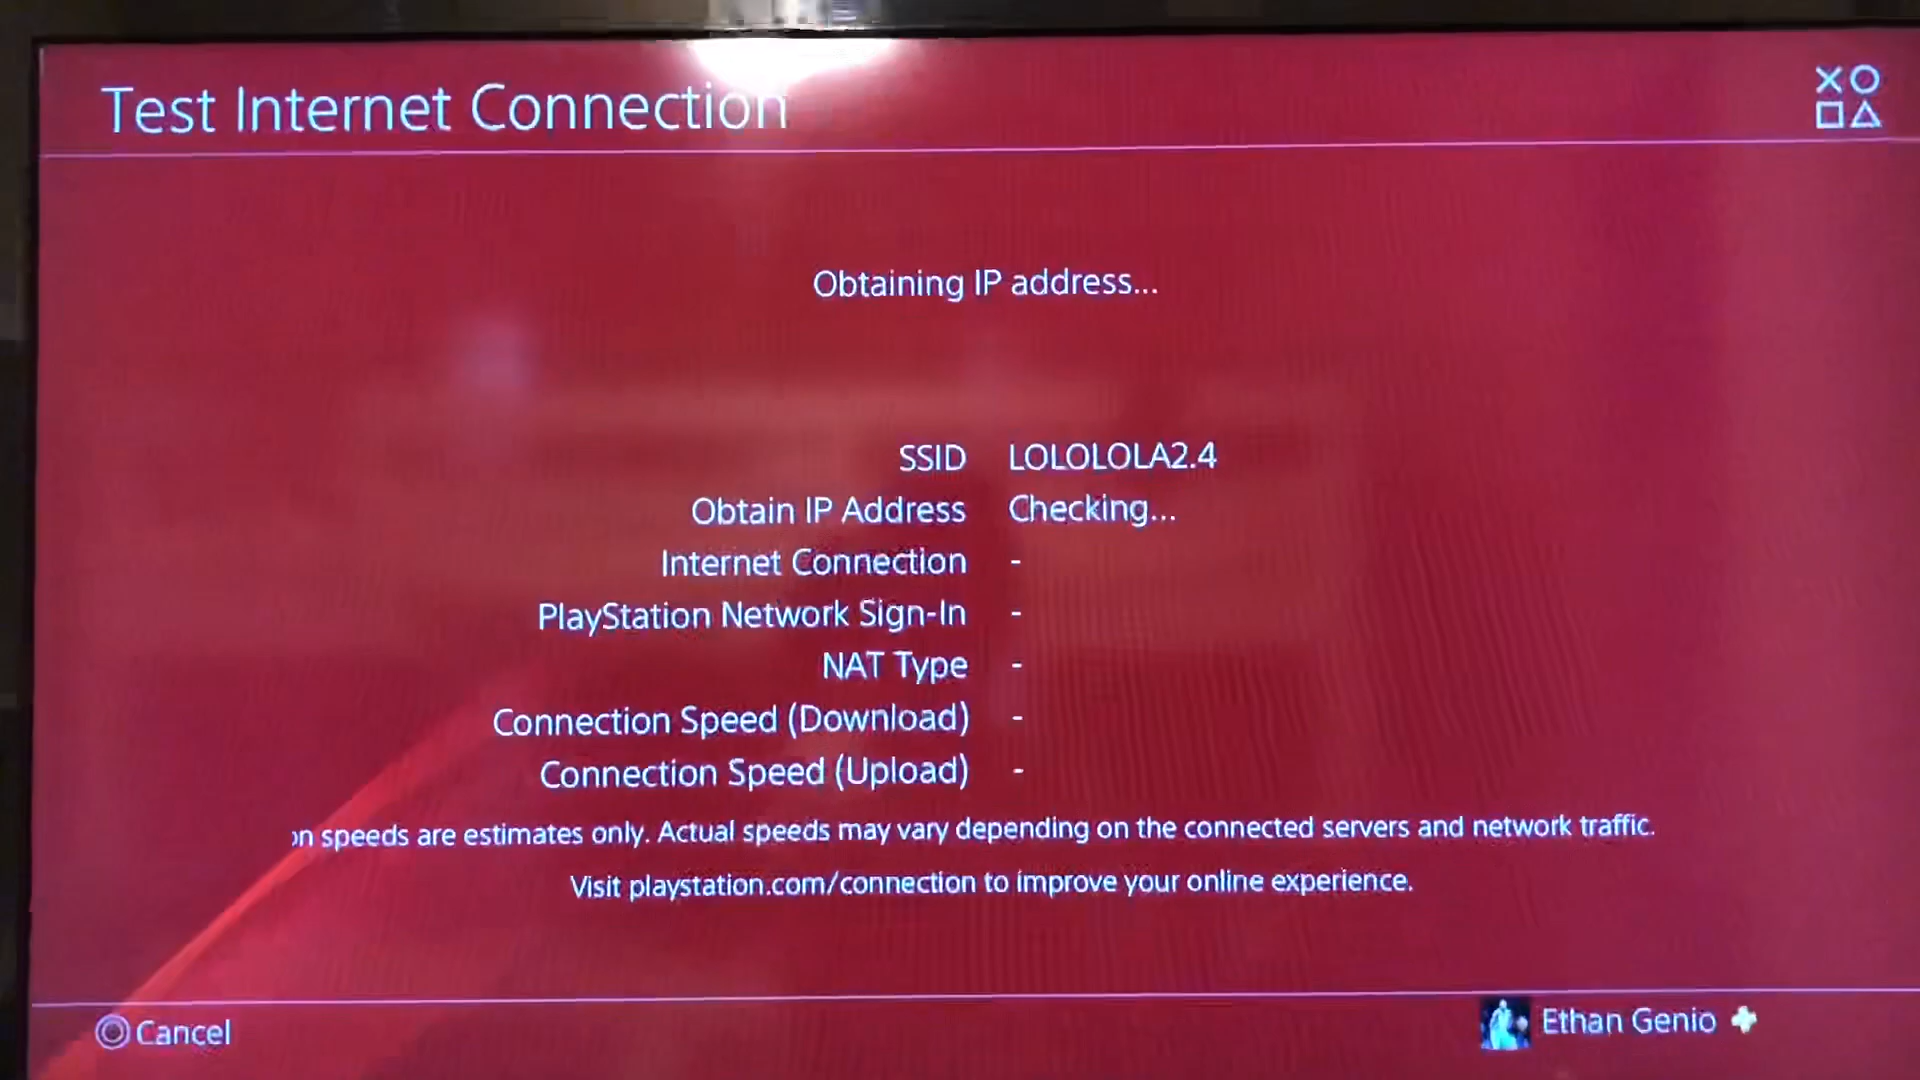 Test Internet Connection
Obtaining IP address...
SSID LOLOLOLA2.4
Obtain IP Address Checking...
Internet Connection -
PlayStation Network Sign-In -
NAT Type -
Connection Speed (Download) -
Connection Speed (Upload) -
speeds are estimates only. Actual speeds may vary depending on the connected servers and network traffic.
Visit playstation.com/connection to improve your online experience.
Cancel
Ethan Genio